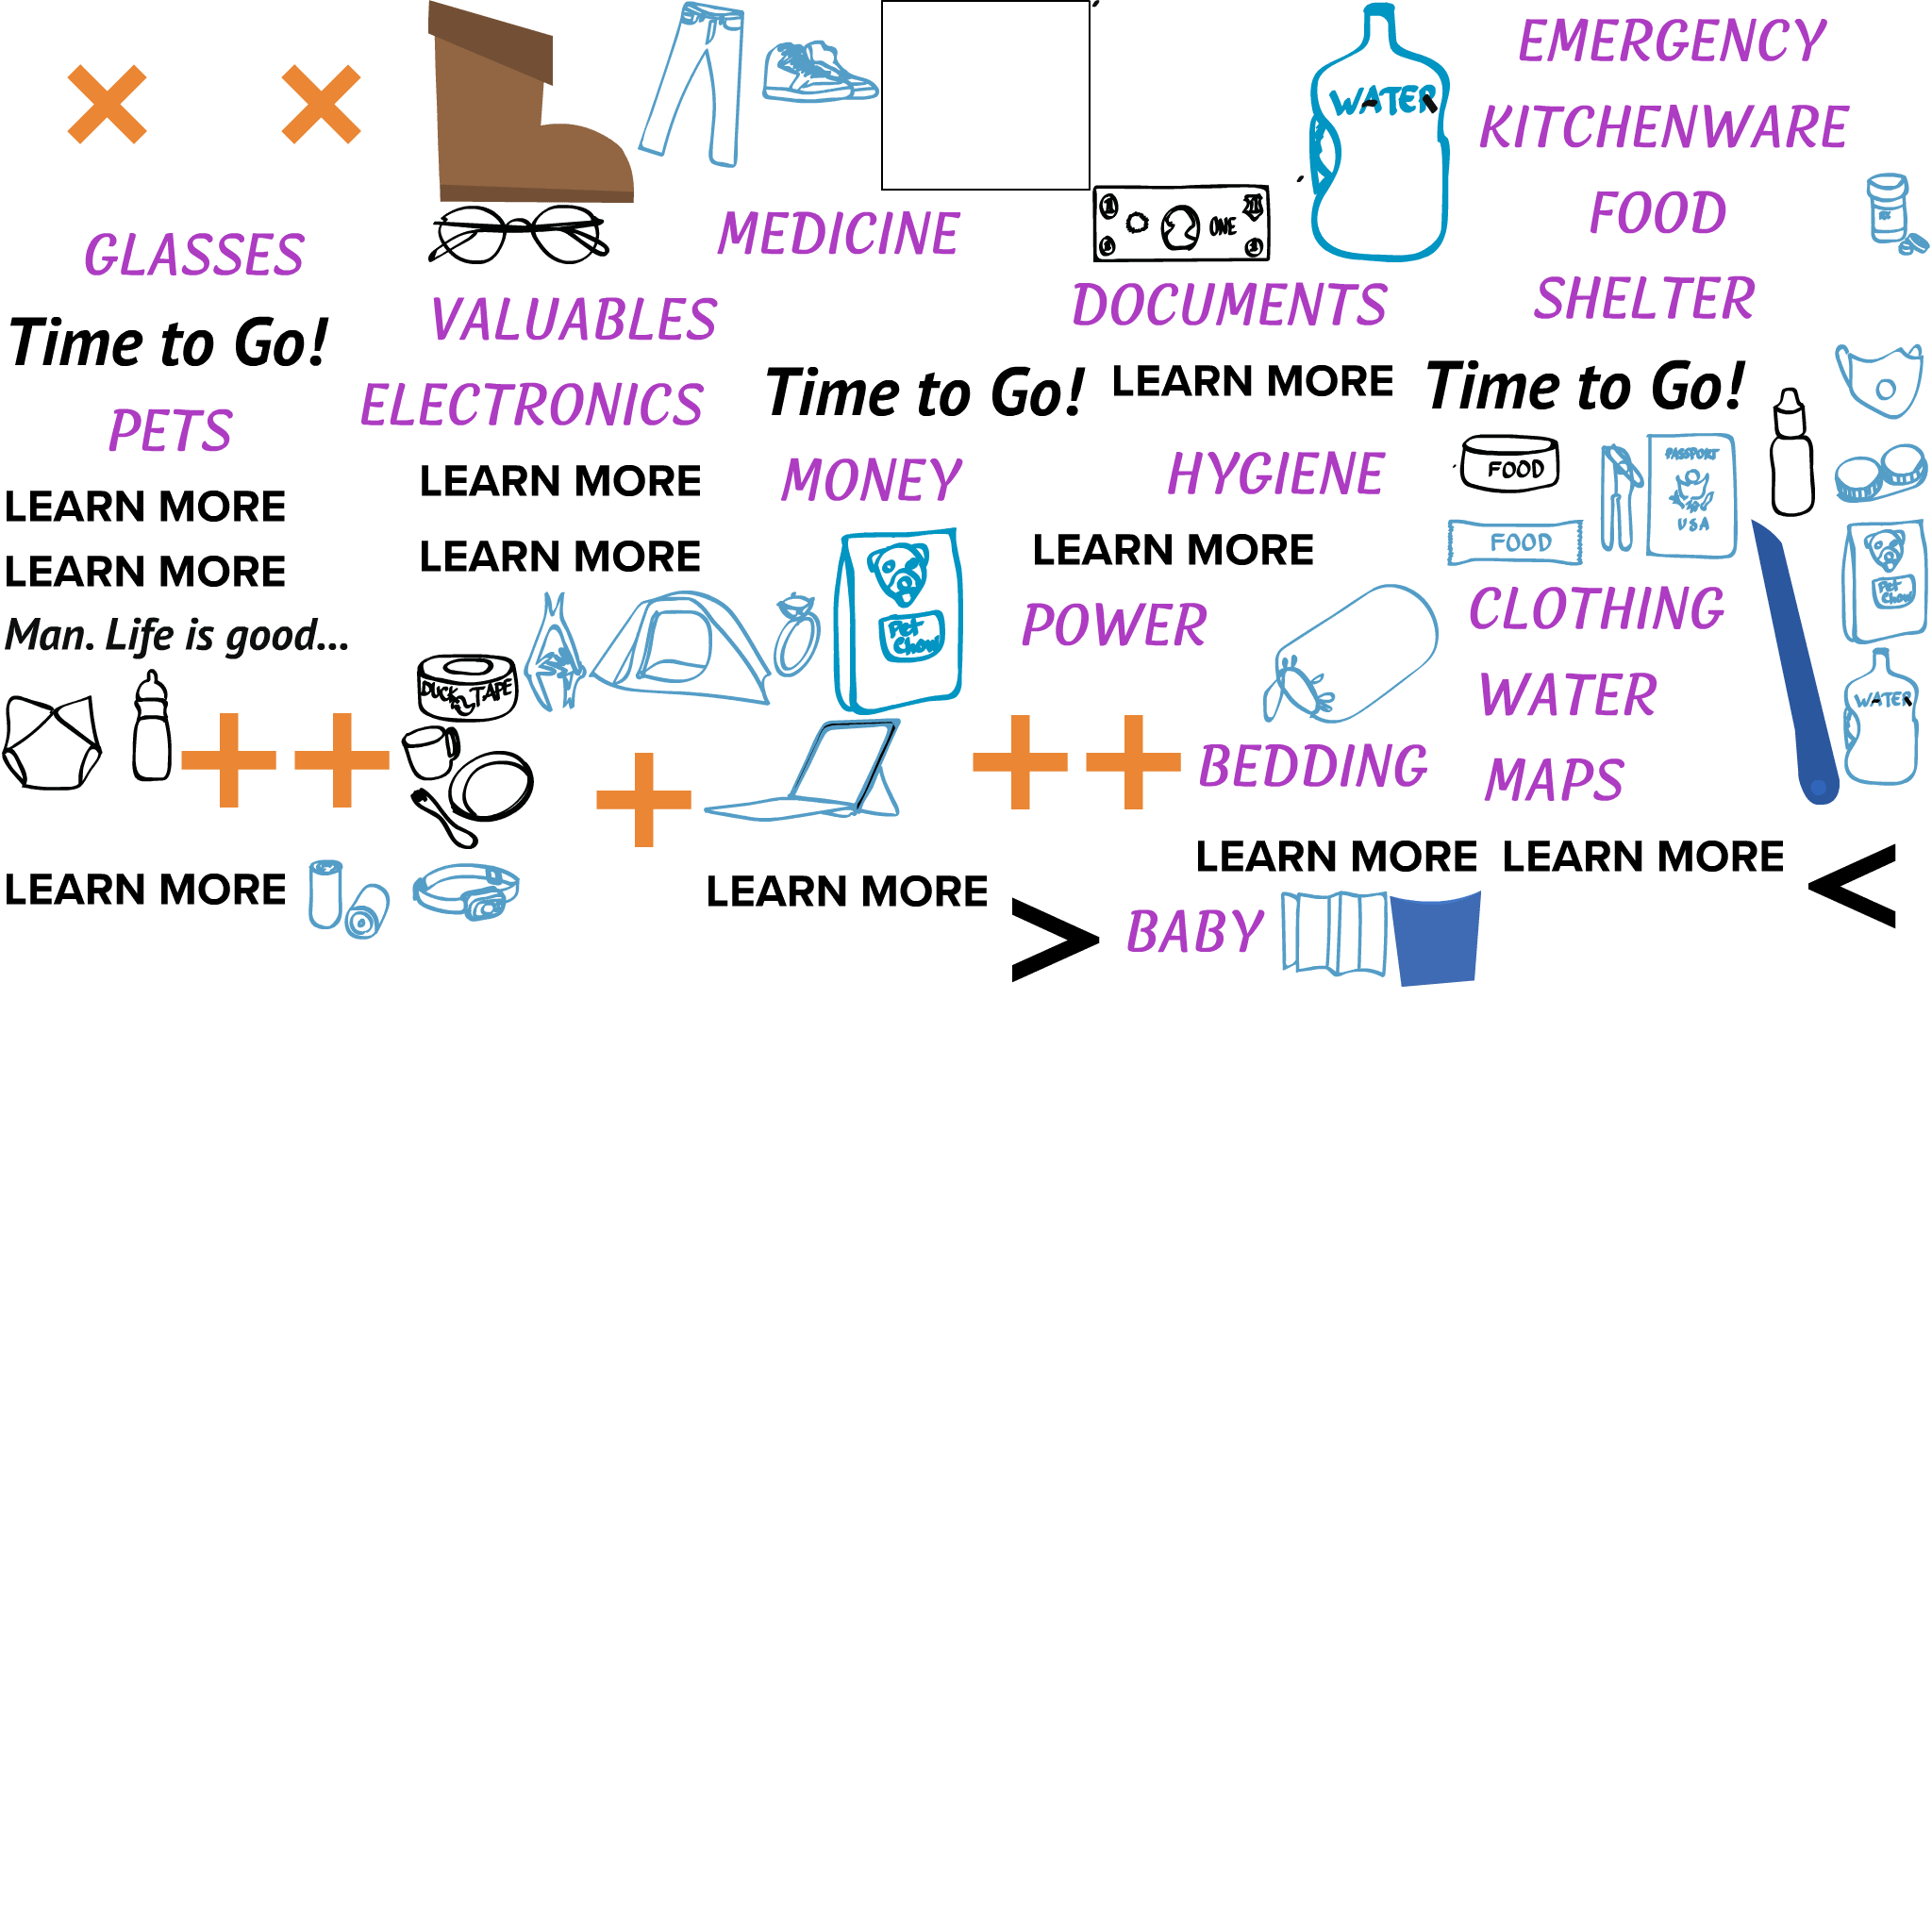 EMERGENCY
WATER
KITCHENWARE
FOOD
ONE
MEDICINE
GLASSES
SHELTER
DOCUMENTS
VALUABLES
Time to Go!
LEARN MORE
Time to Go!
Time to Go!
ELECTRONICS
PETS
PASSPORT
FOOD
HYGIENE
LEARN MORE
MONEY
LEARN MORE
USA
FOOD
LEARN MORE
LEARN MORE
LEARN MORE
Pet
Chow
CLOTHING
POWER
Man. Life is good...
Pet
Chow
DUCK TAPE
WATER
WATER
BEDDING
MAPS
LEARN MORE
LEARN MORE
LEARN MORE
LEARN MORE
>
<
BABY